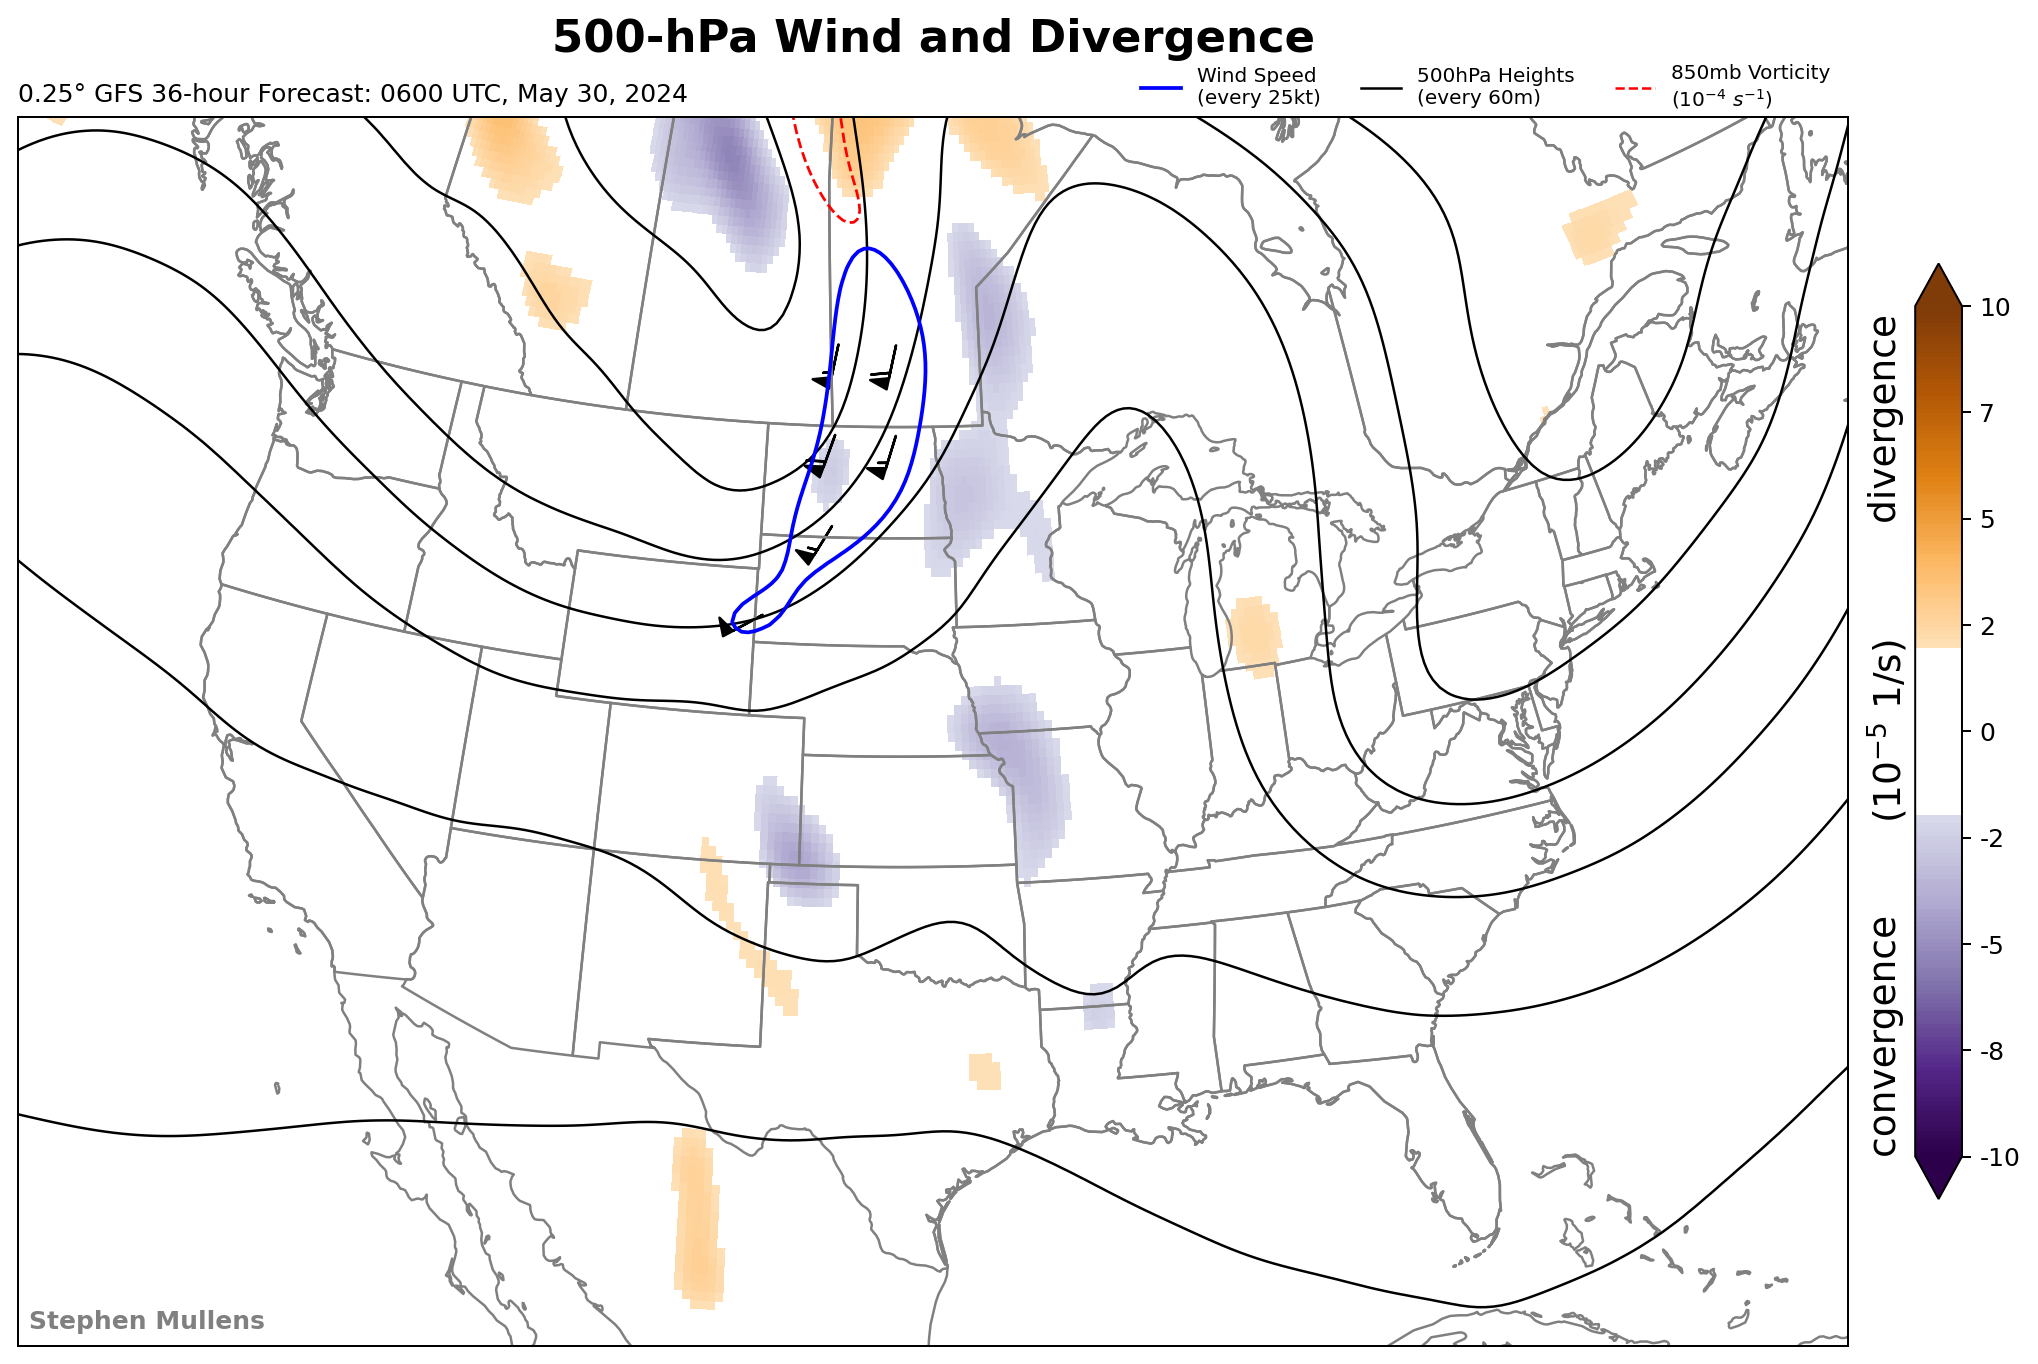 500-hPa Wind and Divergence
0.25° GFS 36-hour Forecast: 0600 UTC, May 30, 2024
Wind Speed
(every 25kt)
500hPa Heights
(every 60m)
850mb Vorticity
(10⁻⁴ s⁻¹)
10
7
5
2
0
-2
-5
-8
-10
convergence (10⁻⁵ 1/s) divergence
Stephen Mullens